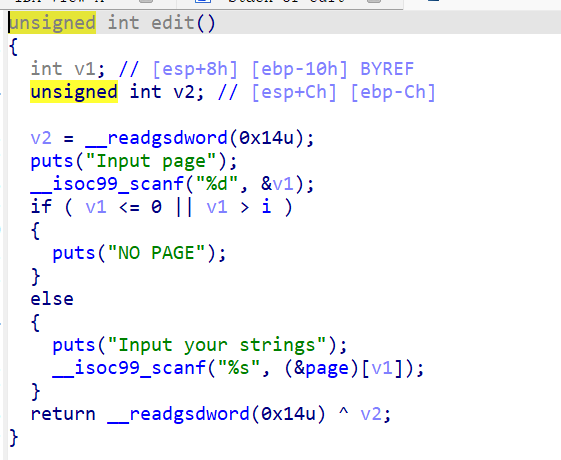 unsigned int edit()
{
  int v1; // [esp+8h] [ebp-10h] BYREF
  unsigned int v2; // [esp+Ch] [ebp-Ch]

  v2 = __readgsdword(0x14u);
  puts("Input page");
  __isoc99_scanf("%d", &v1);
  if ( v1 <= 0 || v1 > i )
  {
    puts("NO PAGE");
  }
  else
  {
    puts("Input your strings");
    __isoc99_scanf("%s", (&page)[v1]);
  }
  return __readgsdword(0x14u) ^ v2;
}